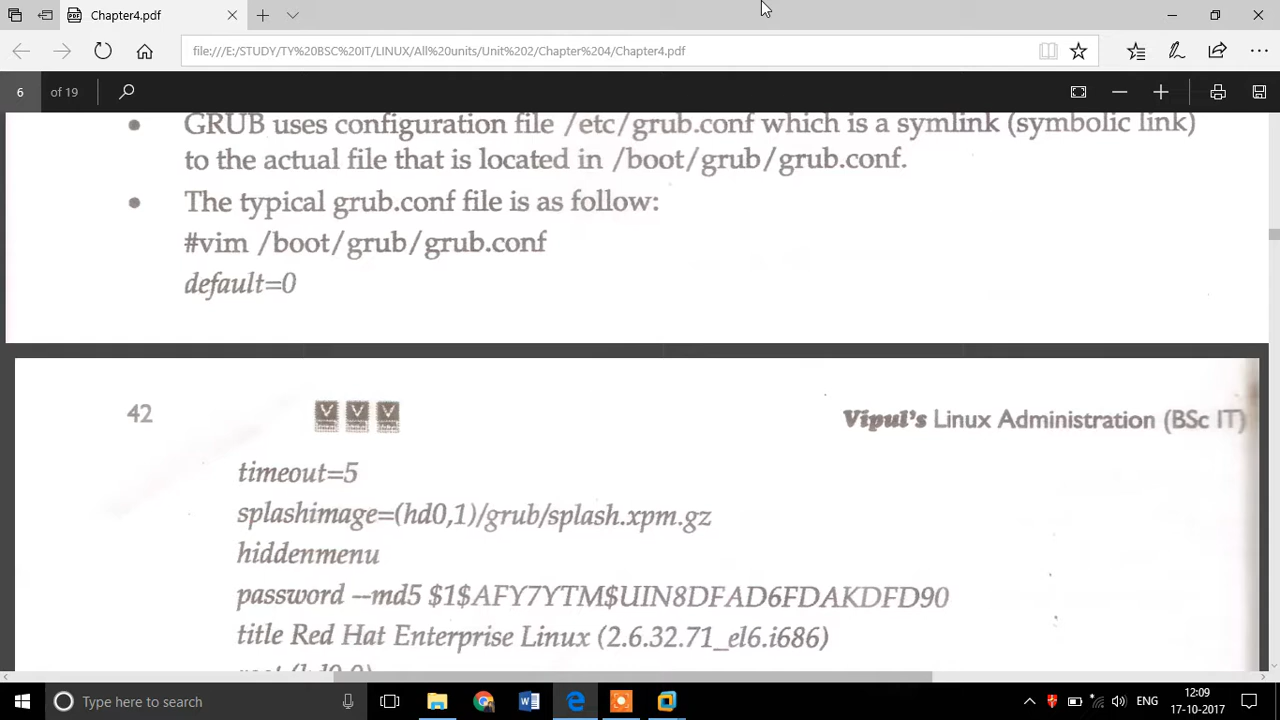 Chapter4.pdf
file:///E:/STUDY/TY%20BSC%20IT/LINUX/All%20units/Unit%202/Chapter%204/Chapter4.pdf
6 of 19
GRUB uses configuration file /etc/grub.conf which is a symlink (symbolic link)
to the actual file that is located in /boot/grub/grub.conf.
The typical grub.conf file is as follow:
#vim /boot/grub/grub.conf
default=0
42 Vipul's Linux Administration (BSc IT)
timeout=5
splashimage=(hd0,1)/grub/splash.xpm.gz
hiddenmenu
password --md5 $1$AFY7YTM$UIN8DFAD6FDAKDFD90
title Red Hat Enterprise Linux (2.6.32.71_el6.i686)
root (hd0,0)
Type here to search
ENG
12:09
17-10-2017